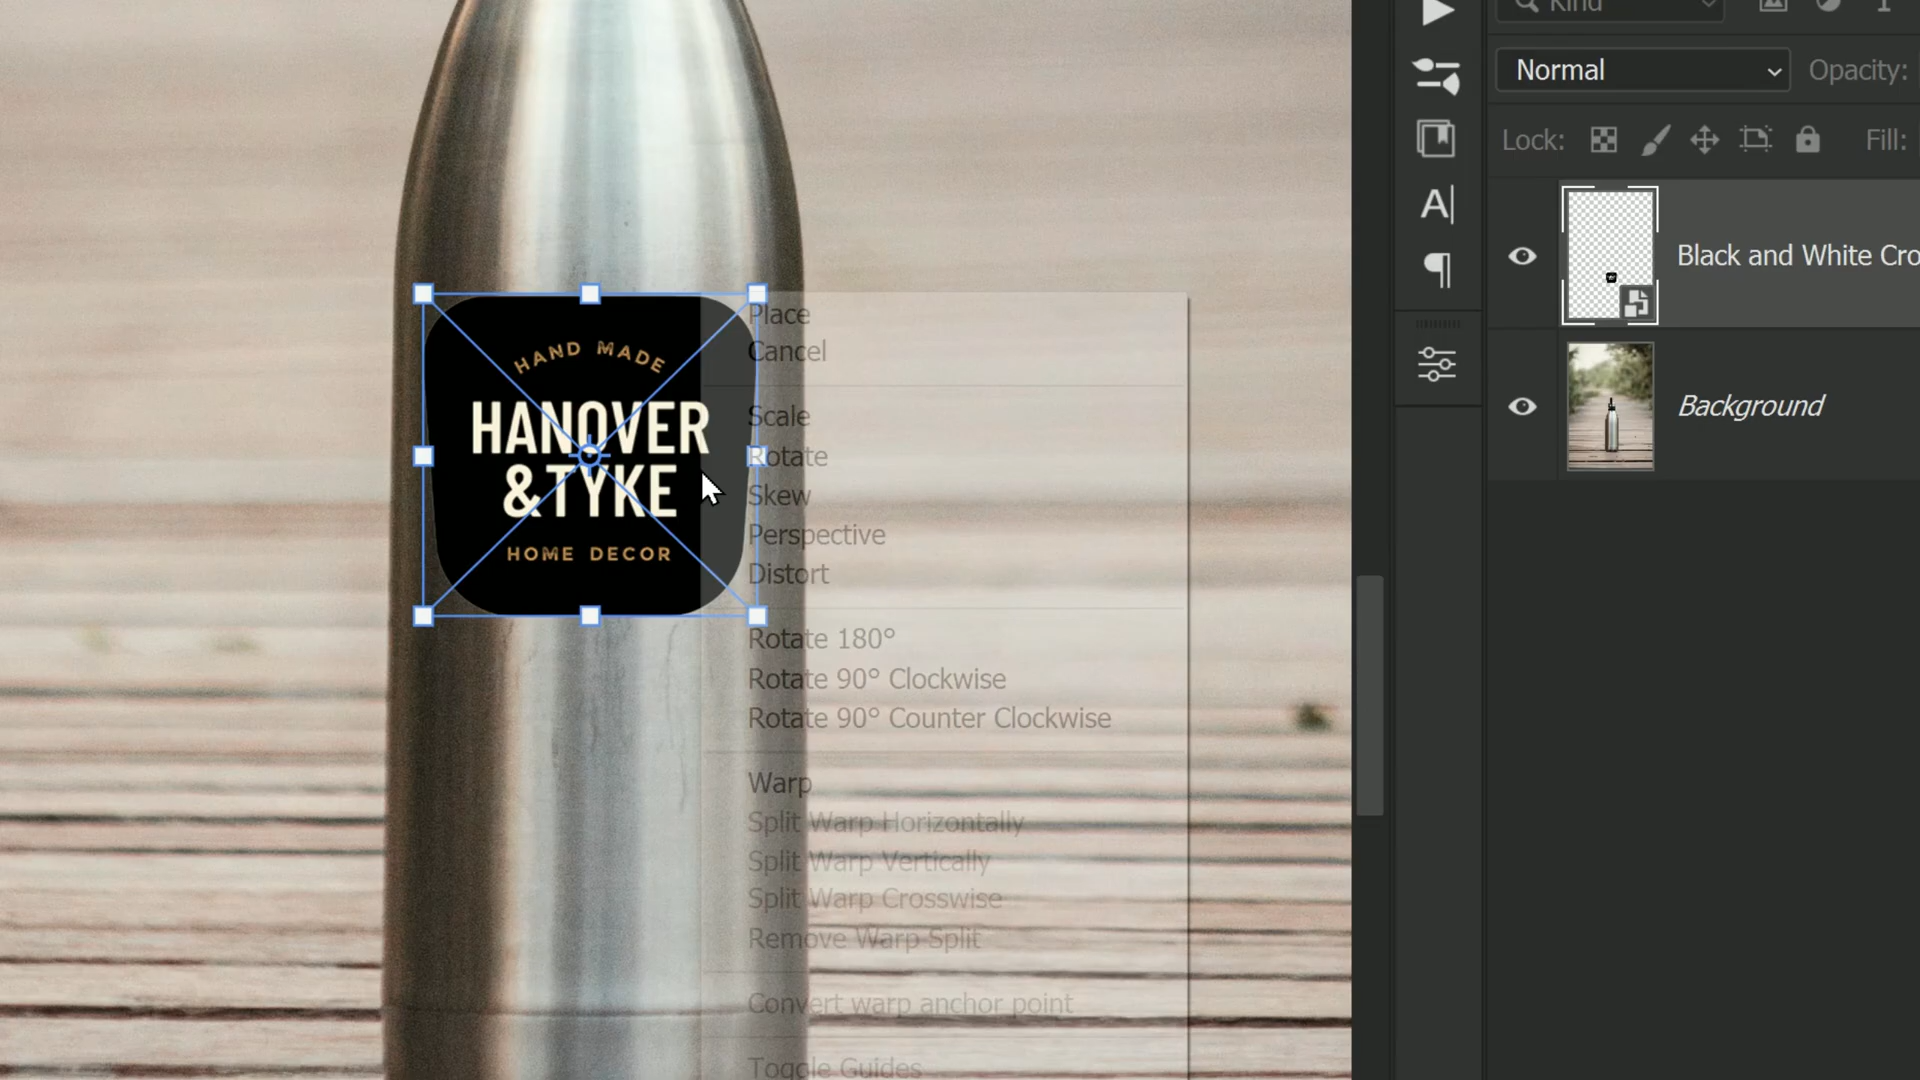 Kind
Normal
Opacity:
Lock:
Fill:
Black and White Cro
Background
HAND MADE
HANOVER
&TYKE
HOME DECOR
Place
Cancel
Scale
Rotate
Skew
Perspective
Distort
Rotate 180°
Rotate 90° Clockwise
Rotate 90° Counter Clockwise
Warp
Split Warp Horizontally
Split Warp Vertically
Split Warp Crosswise
Remove Warp Split
Convert warp anchor point
Toggle Guides